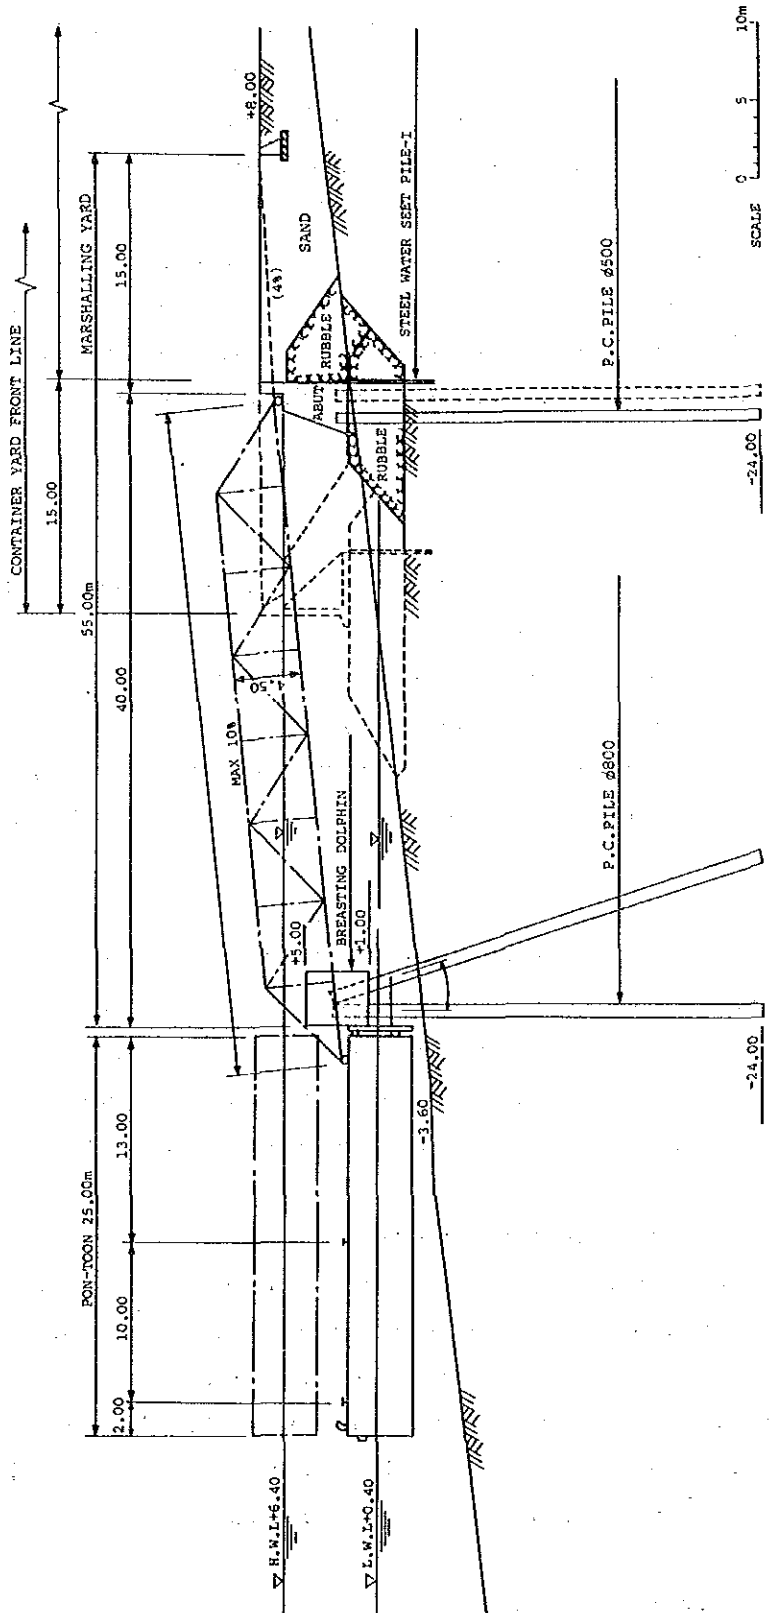 CONTAINER YARD FRONT LINE
MARSHALLING YARD
55.00m
15.00
15.00
40.00
PON-TOON 25.00m
13.00
10.00
2.00
+8.00
(4%)
SAND
MAX 10%
4.50
RUBBLE
ABUT
RUBBLE
STEEL WATER SEET PILE-I
BREASTING DOLPHIN
+5.00
+1.00
H.W.L+6.40
L.W.L+0.40
-3.60
P.C.PILE ø500
P.C.PILE ø800
-24.00
-24.00
SCALE
0 5 10m